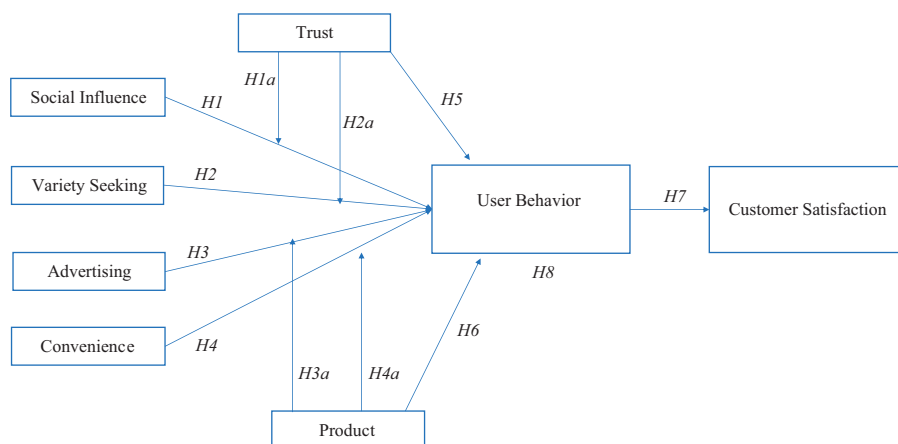 Trust
H1a
Social Influence
H1
H5
H2a
Variety Seeking
H2
User Behavior
H7
Customer Satisfaction
H3
Advertising
H8
H6
Convenience
H4
H3a
H4a
Product